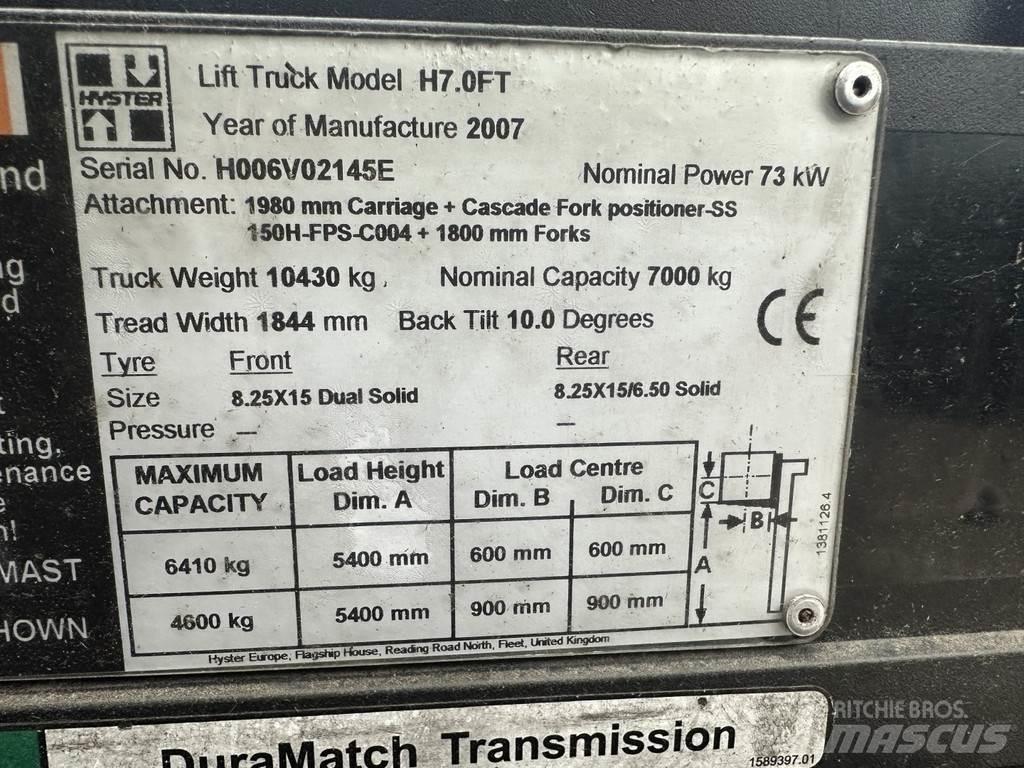 HYSTER
Lift Truck Model H7.0FT
Year of Manufacture 2007
Serial No. H006V02145E Nominal Power 73 kW
Attachment: 1980 mm Carriage + Cascade Fork positioner-SS
150H-FPS-C004 + 1800 mm Forks
Truck Weight 10430 kg Nominal Capacity 7000 kg
Tread Width 1844 mm Back Tilt 10.0 Degrees
CE
Tyre Front Rear
Size 8.25X15 Dual Solid 8.25X15/6.50 Solid
Pressure — —
MAXIMUM CAPACITY Load Height Dim. A Load Centre Dim. B Dim. C
6410 kg 5400 mm 600 mm 600 mm
4600 kg 5400 mm 900 mm 900 mm
C
B
A
1381126.4
Hyster Europe, Flagship House, Reading Road North, Fleet, United Kingdom
nd
ng
d
t
ting,
enance
e
n!
MAST
HOWN
DuraMatch Transmission
1589397.01
RITCHIE BROS.
MASCUS